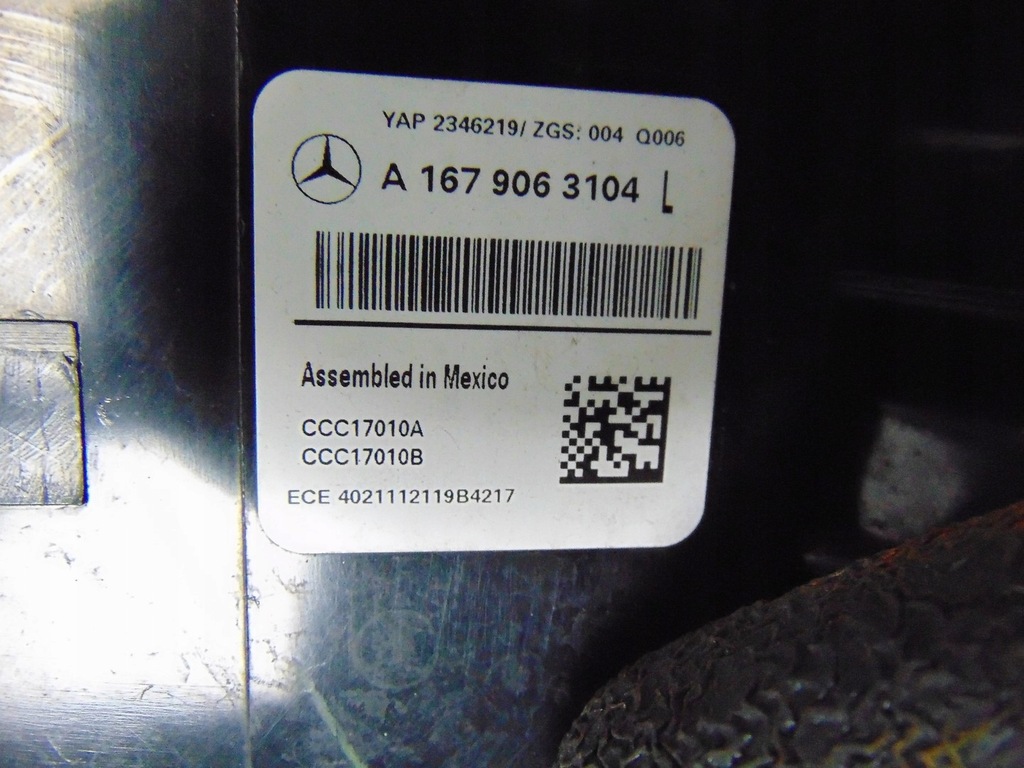 YAP 2346219/ ZGS: 004 Q006
A 167 906 3104 L
Assembled in Mexico
CCC17010A
CCC17010B
ECE 4021112119B4217